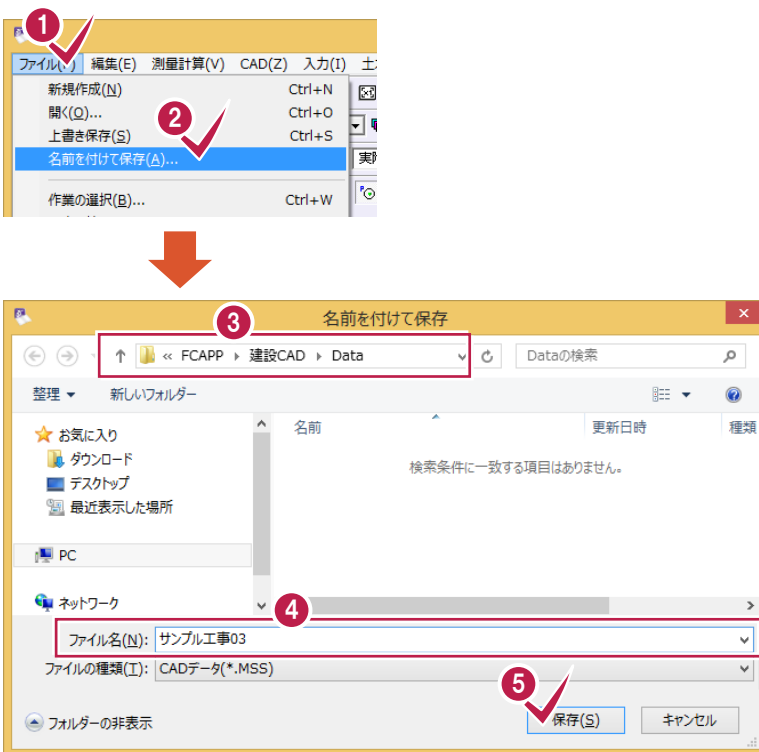 1
ファイル(F) 編集(E) 測量計算(V) CAD(Z) 入力(I)
新規作成(N) Ctrl+N
開く(O)... Ctrl+O
2
上書き保存(S) Ctrl+S
名前を付けて保存(A)...
作業の選択(B)... Ctrl+W
3
名前を付けて保存
« FCAPP 建設CAD Data
Dataの検索
整理 新しいフォルダー
名前 更新日時 種類
お気に入り
ダウンロード
検索条件に一致する項目はありません。
デスクトップ
最近表示した場所
PC
ネットワーク
4
ファイル名(N): サンプル工事03
ファイルの種類(T): CADデータ(*.MSS)
5
フォルダーの非表示
保存(S) キャンセル